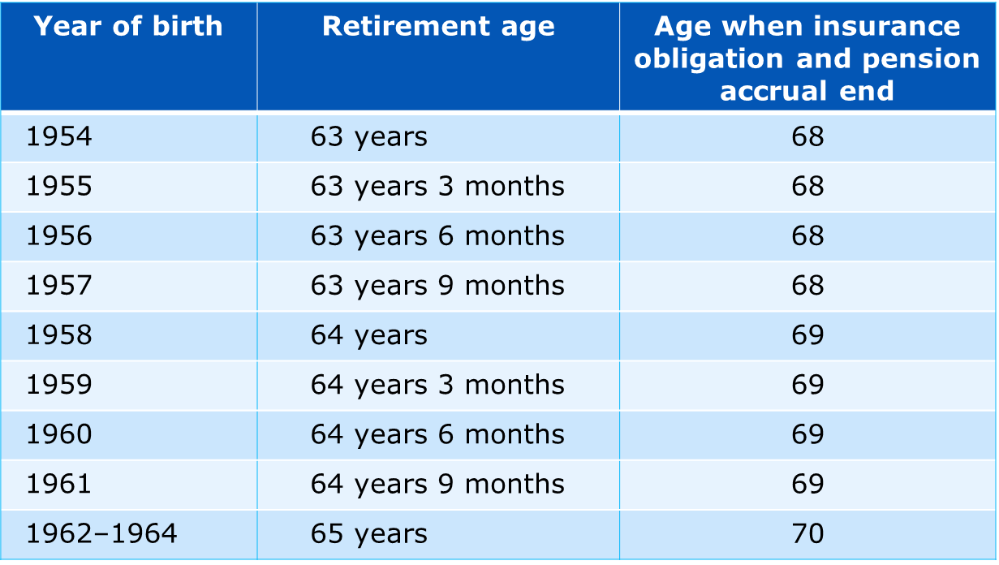 Year of birth Retirement age Age when insurance
obligation and pension
accrual end
1954 63 years 68
1955 63 years 3 months 68
1956 63 years 6 months 68
1957 63 years 9 months 68
1958 64 years 69
1959 64 years 3 months 69
1960 64 years 6 months 69
1961 64 years 9 months 69
1962–1964 65 years 70